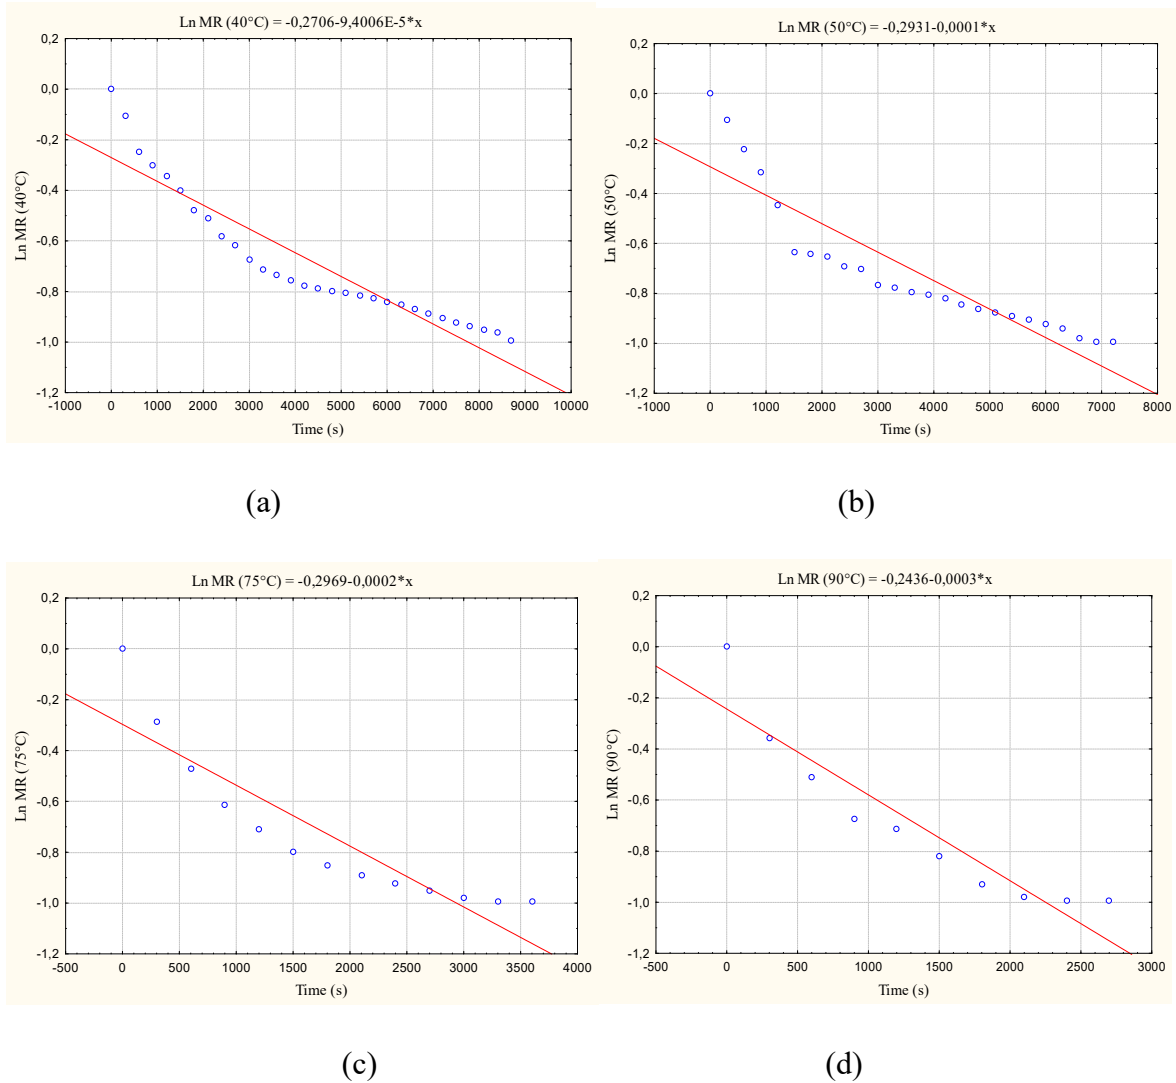 Ln MR (40°C) = -0,2706-9,4006E-5*x
0,2
0,0
-0,2
-0,4
-0,6
-0,8
-1,0
-1,2
Ln MR (40°C)
-1000 0 1000 2000 3000 4000 5000 6000 7000 8000 9000 10000
Time (s)
(a)
Ln MR (50°C) = -0,2931-0,0001*x
0,2
0,0
-0,2
-0,4
-0,6
-0,8
-1,0
-1,2
Ln MR (50°C)
-1000 0 1000 2000 3000 4000 5000 6000 7000 8000
Time (s)
(b)
Ln MR (75°C) = -0,2969-0,0002*x
0,2
0,0
-0,2
-0,4
-0,6
-0,8
-1,0
-1,2
Ln MR (75°C)
-500 0 500 1000 1500 2000 2500 3000 3500 4000
Time (s)
(c)
Ln MR (90°C) = -0,2436-0,0003*x
0,2
0,0
-0,2
-0,4
-0,6
-0,8
-1,0
-1,2
Ln MR (90°C)
-500 0 500 1000 1500 2000 2500 3000
Time (s)
(d)